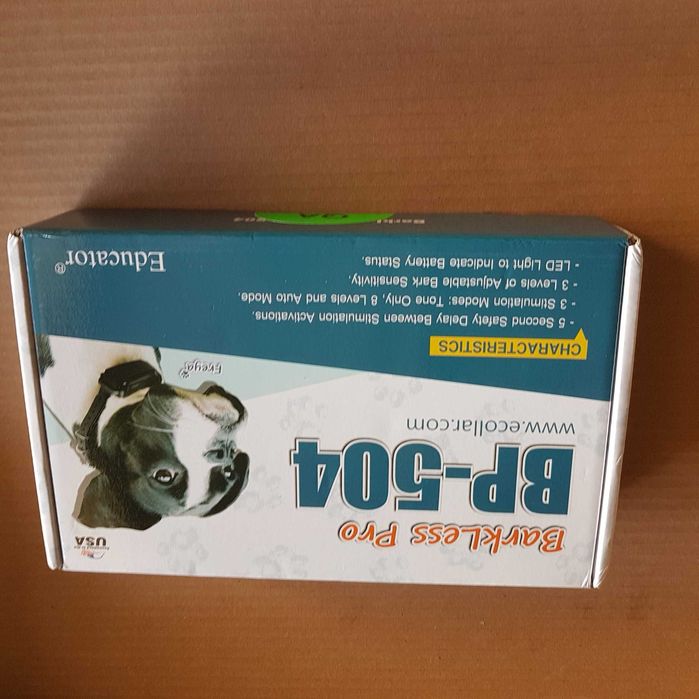 BarkLess Pro
BP-504
www.ecollar.com
USA
Freya
CHARACTERISTICS
- 5 Second Safety Delay Between Stimulation Activations.
- 3 Stimulation Modes: Tone Only, 8 Levels and Auto Mode.
- 3 Levels of Adjustable Bark Sensitivity.
- LED Light to Indicate Battery Status.
Educator®